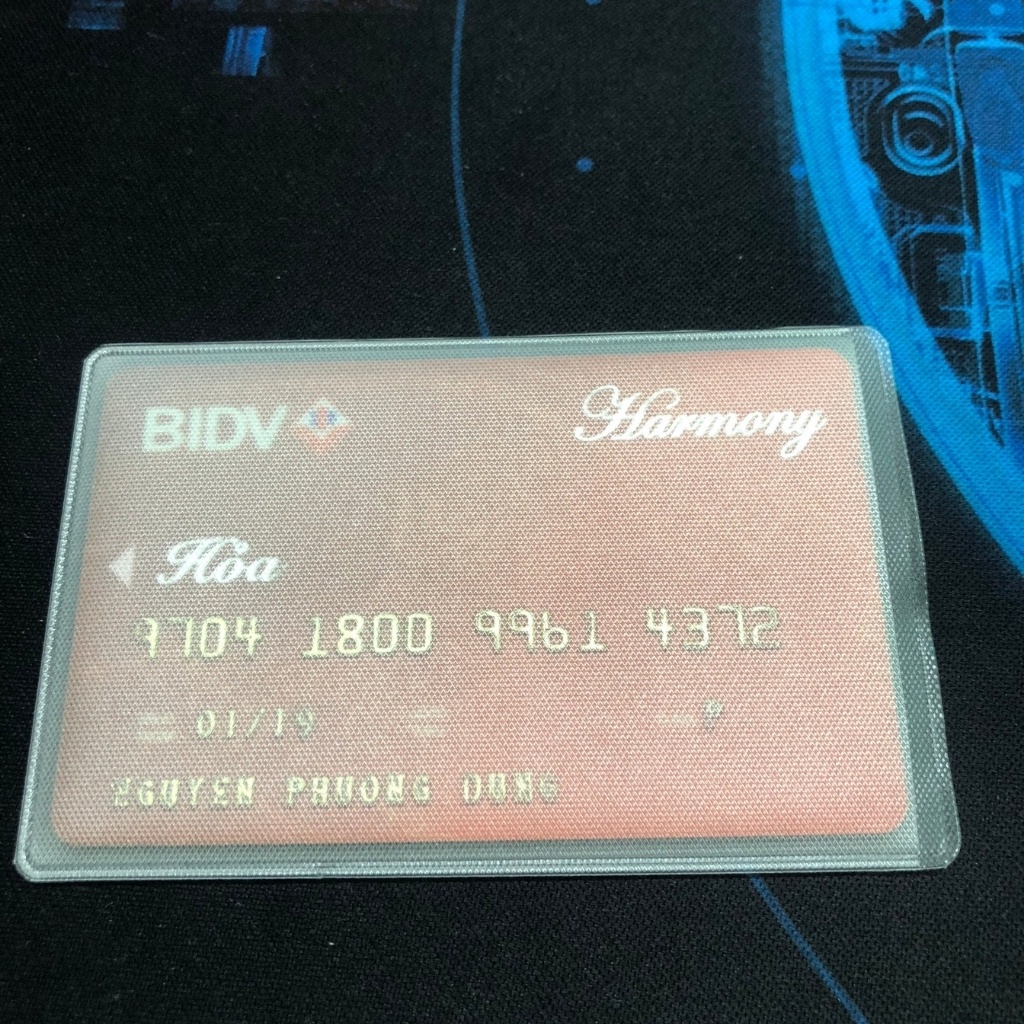 BIDV Harmony
Hòa
9704 1800 9961 4372
01/19
NGUYEN PHUONG DUNG